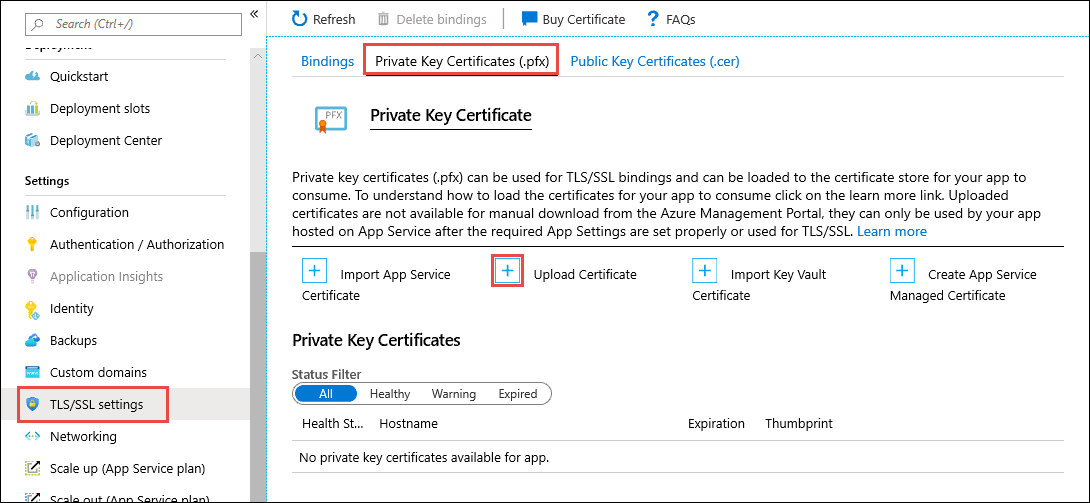 Search (Ctrl+/)
«
Deployment
Quickstart
Deployment slots
Deployment Center
Settings
Configuration
Authentication / Authorization
Application Insights
Identity
Backups
Custom domains
TLS/SSL settings
Networking
Scale up (App Service plan)
Scale out (App Service plan)
Refresh
Delete bindings
Buy Certificate
? FAQs
Bindings
Private Key Certificates (.pfx)
Public Key Certificates (.cer)
PFX
Private Key Certificate
Private key certificates (.pfx) can be used for TLS/SSL bindings and can be loaded to the certificate store for your app to
consume. To understand how to load the certificates for your app to consume click on the learn more link. Uploaded
certificates are not available for manual download from the Azure Management Portal, they can only be used by your app
hosted on App Service after the required App Settings are set properly or used for TLS/SSL. Learn more
Import App Service
Certificate
Upload Certificate
Import Key Vault
Certificate
Create App Service
Managed Certificate
Private Key Certificates
Status Filter
All
Healthy
Warning
Expired
Health St...
Hostname
Expiration
Thumbprint
No private key certificates available for app.